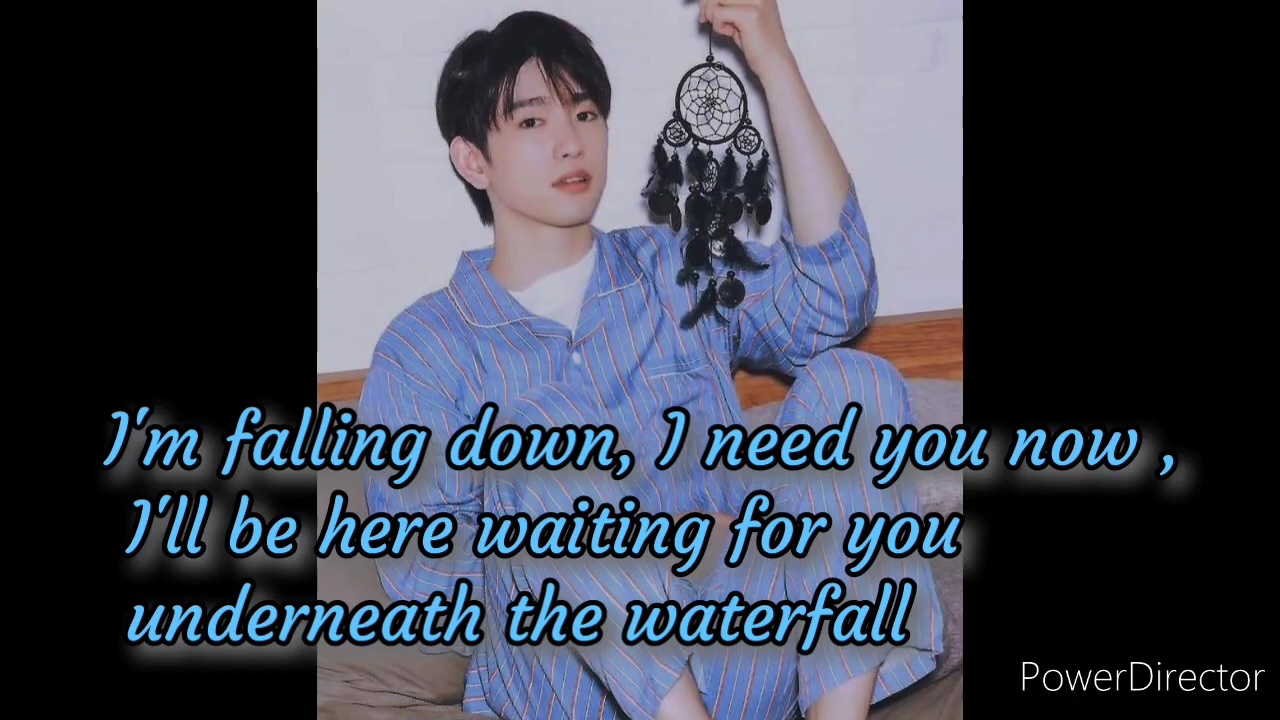 I'm falling down, I need you now ,
I'll be here waiting for you
underneath the waterfall
PowerDirector